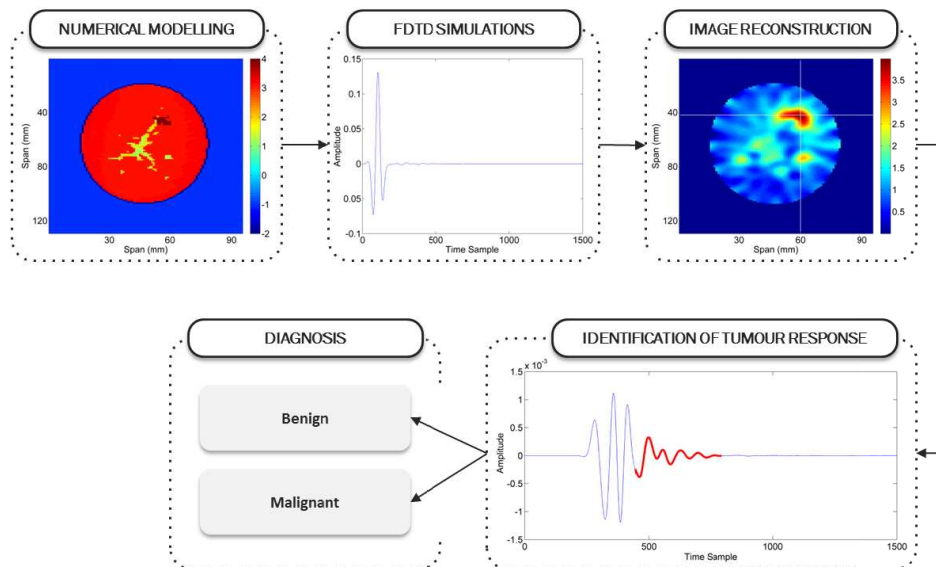 NUMERICAL MODELLING
FDTD SIMULATIONS
IMAGE RECONSTRUCTION
Span (mm)
40
80
120
30
60
90
Span (mm)
4
3
2
1
0
-1
-2
Amplitude
0.15
0.1
0.05
0
-0.05
-0.1
0
500
1000
1500
Time Sample
Span (mm)
40
80
120
30
60
90
Span (mm)
3.5
3
2.5
2
1.5
1
0.5
DIAGNOSIS
Benign
Malignant
IDENTIFICATION OF TUMOUR RESPONSE
x 10⁻³
Amplitude
1.5
1
0.5
0
-0.5
-1
-1.5
0
500
1000
1500
Time Sample